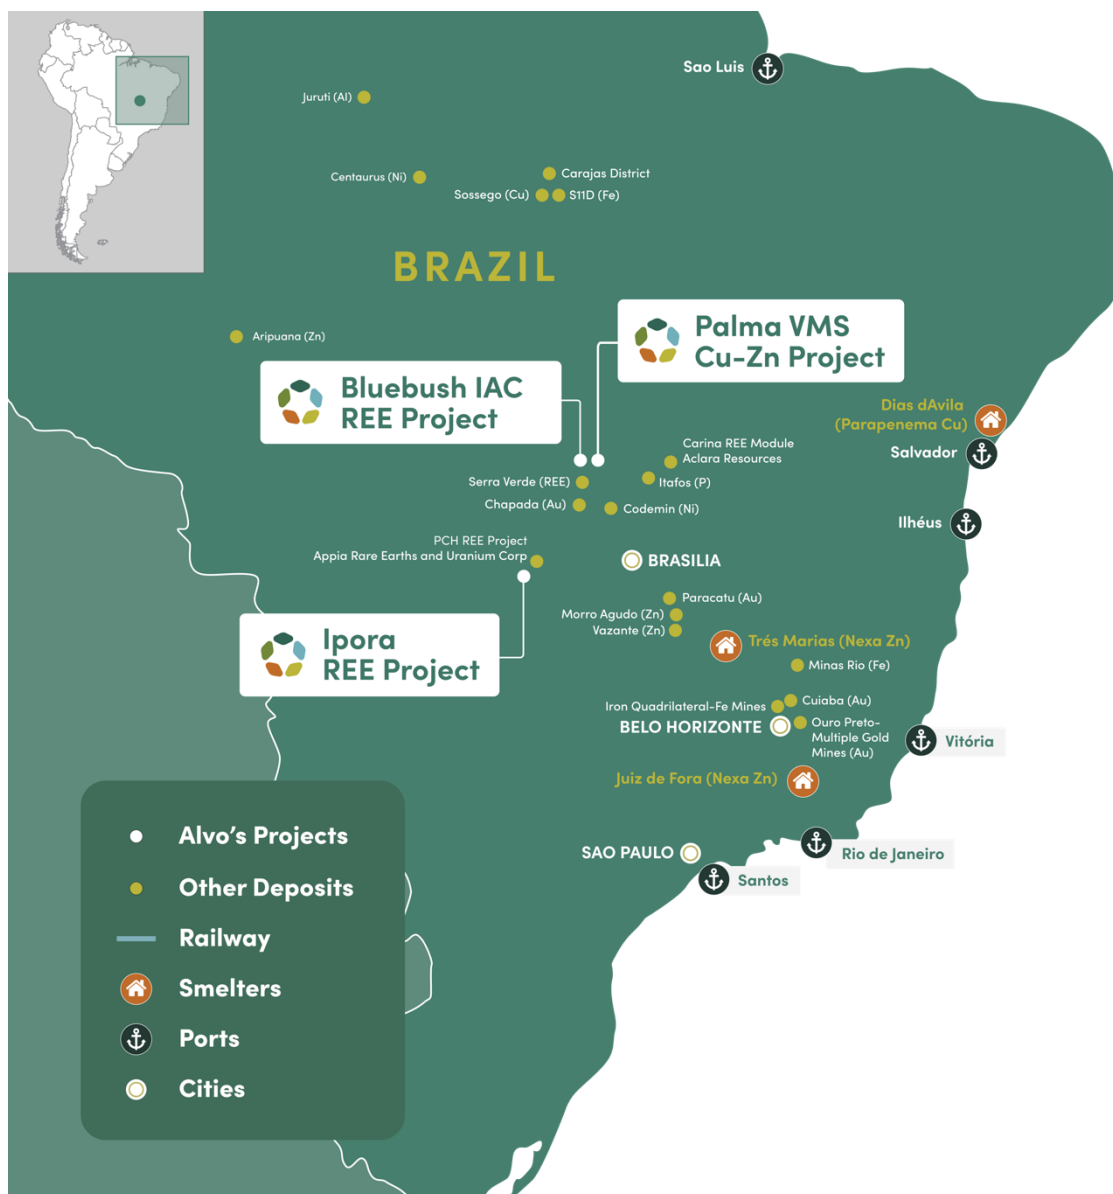 Sao Luis
Juruti (Al)
Centaurus (Ni)
Carajas District
Sossego (Cu)
S11D (Fe)
BRAZIL
Aripuana (Zn)
Palma VMS
Cu-Zn Project
Bluebush IAC
REE Project
Dias dAvila
(Parapenema Cu)
Salvador
Carina REE Module
Aclara Resources
Serra Verde (REE)
Itafos (P)
Chapada (Au)
Codemin (Ni)
Ilhéus
PCH REE Project
Appia Rare Earths and Uranium Corp
BRASILIA
Paracatu (Au)
Morro Agudo (Zn)
Vazante (Zn)
Ipora
REE Project
Trés Marias (Nexa Zn)
Minas Rio (Fe)
Iron Quadrilateral-Fe Mines
Cuiaba (Au)
BELO HORIZONTE
Ouro Preto-
Multiple Gold
Mines (Au)
Vitória
Juiz de Fora (Nexa Zn)
SAO PAULO
Rio de Janeiro
Santos
Alvo's Projects
Other Deposits
Railway
Smelters
Ports
Cities